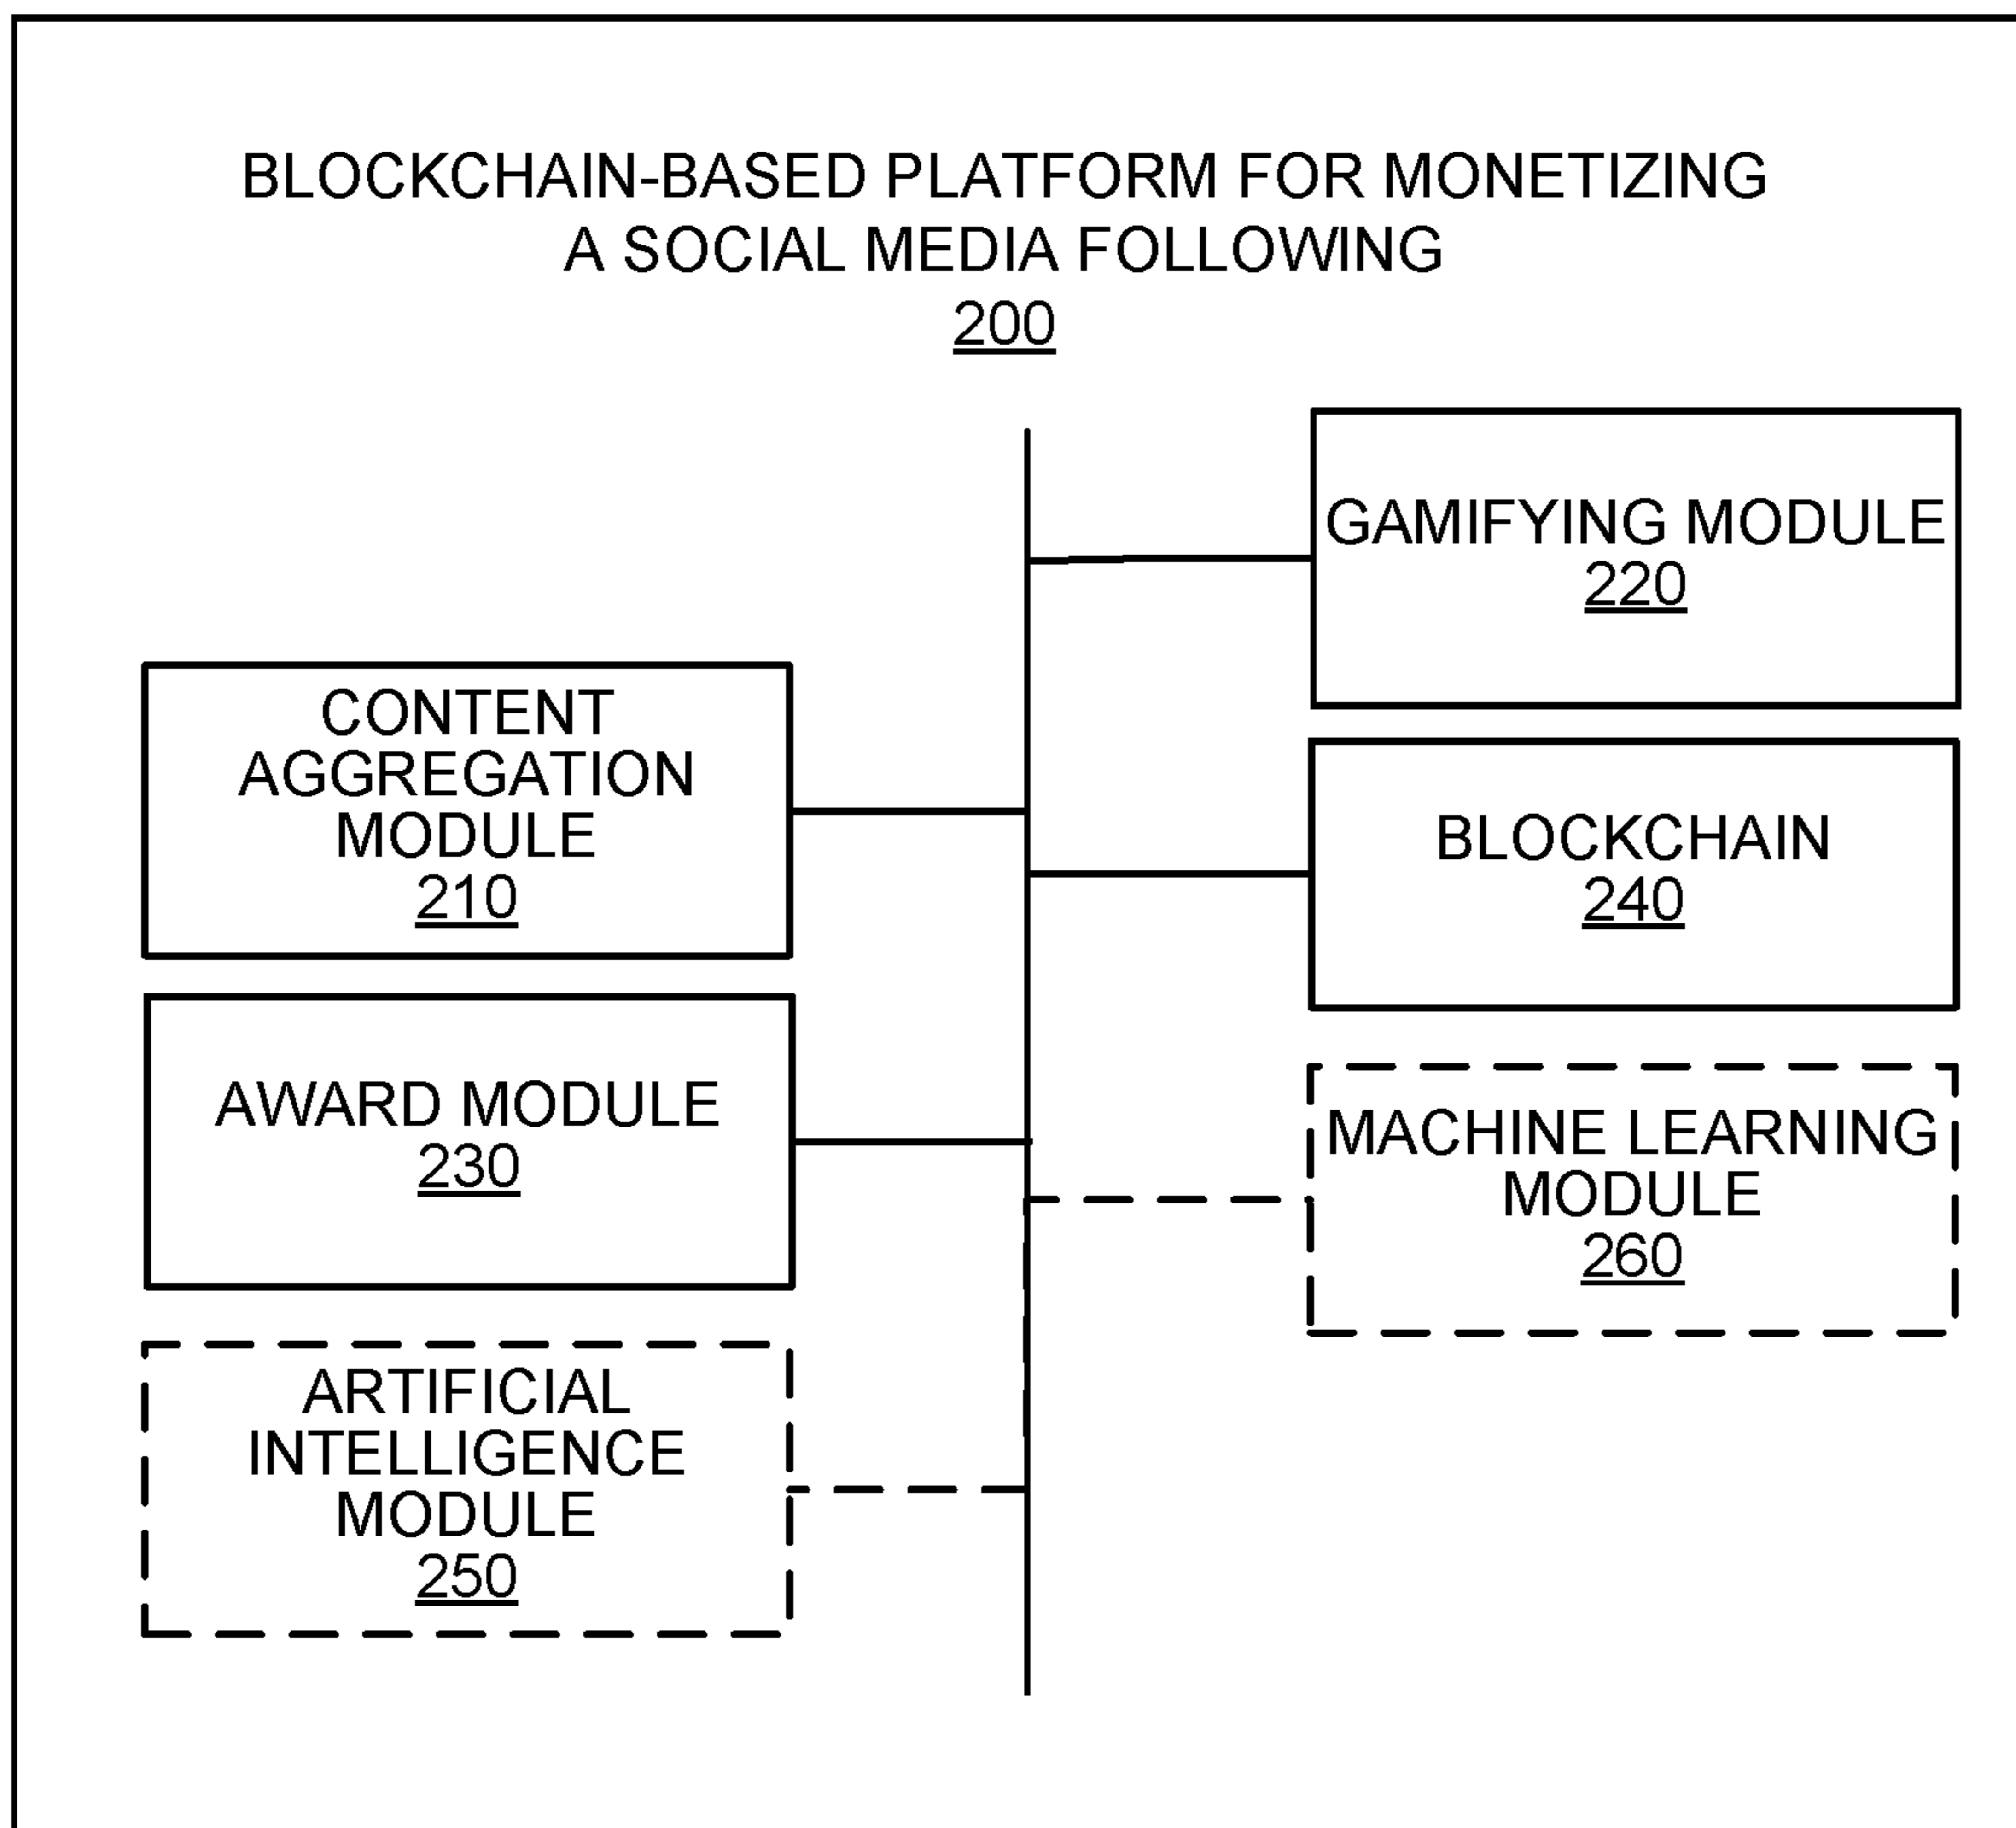 BLOCKCHAIN-BASED PLATFORM FOR MONETIZING
A SOCIAL MEDIA FOLLOWING
200
GAMIFYING MODULE
220
CONTENT
AGGREGATION
MODULE
210
BLOCKCHAIN
240
AWARD MODULE
230
MACHINE LEARNING
MODULE
260
ARTIFICIAL
INTELLIGENCE
MODULE
250